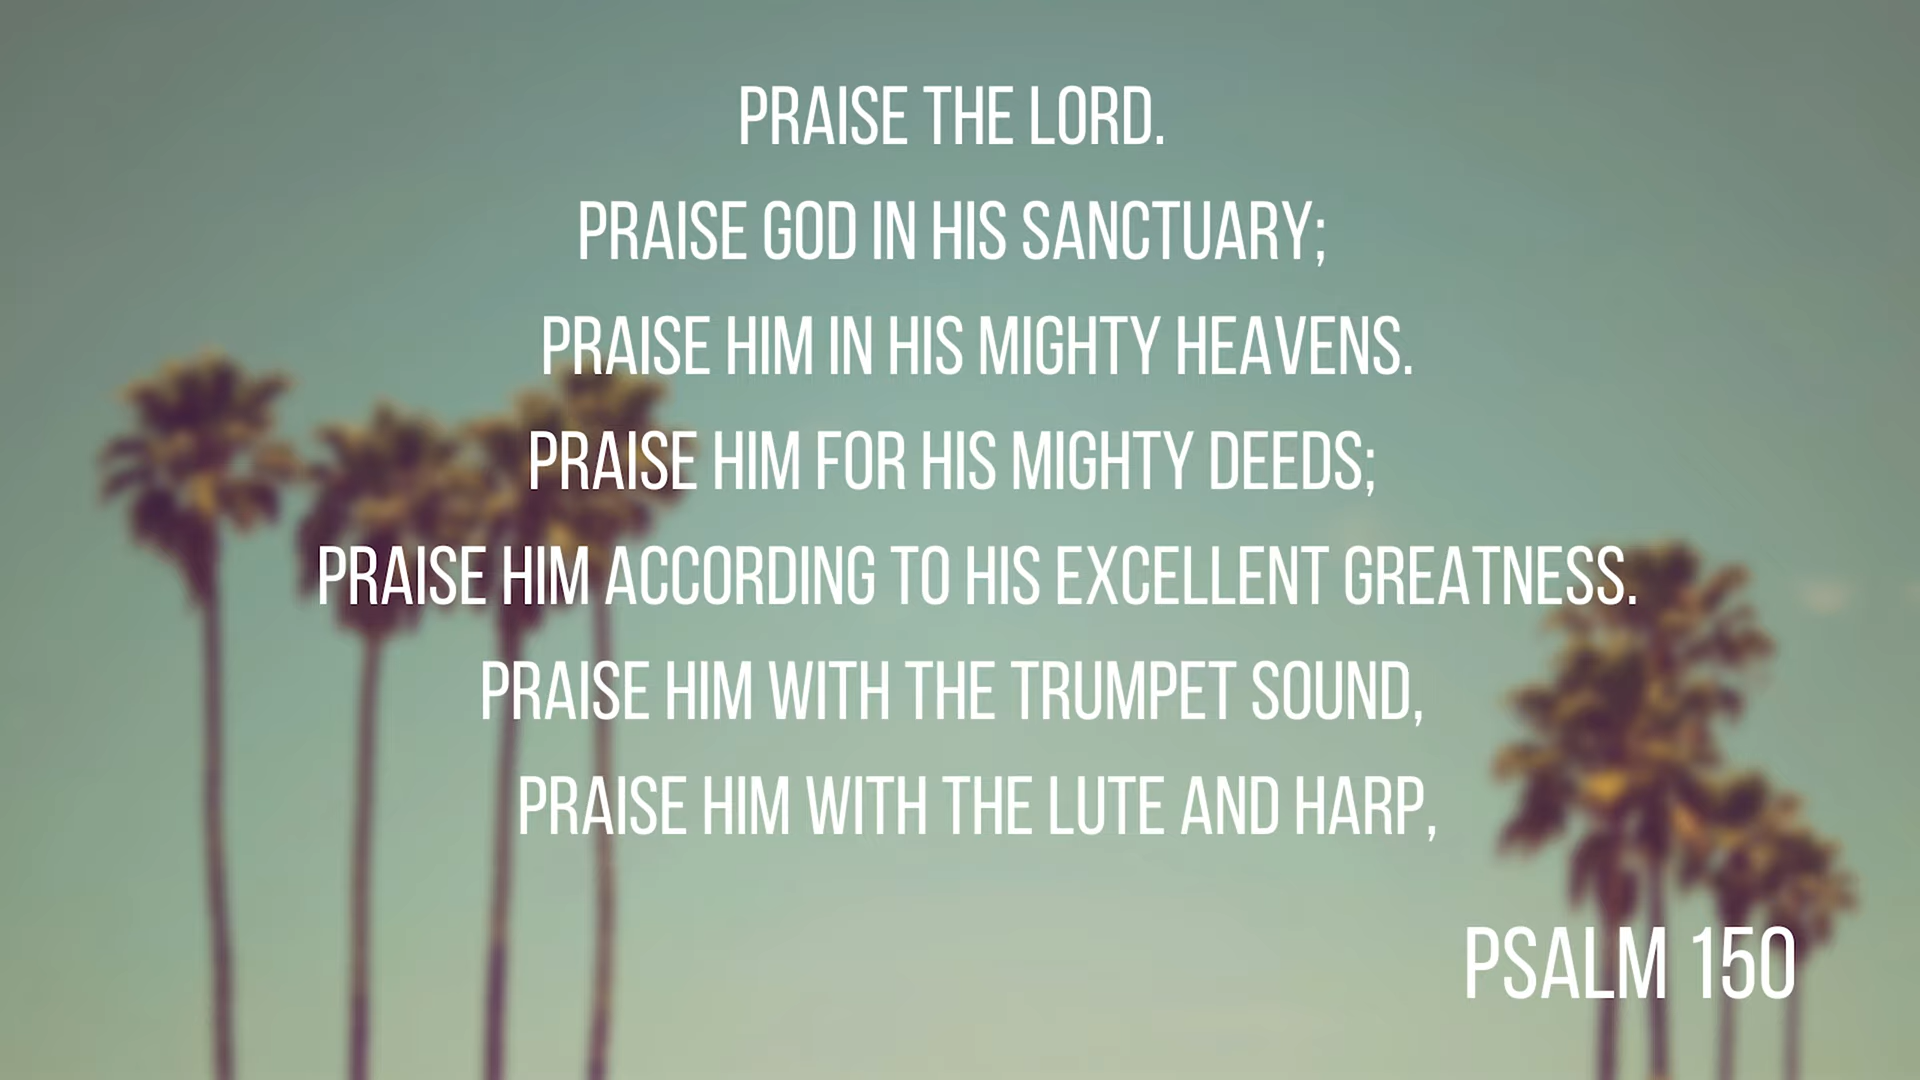 PRAISE THE LORD.
PRAISE GOD IN HIS SANCTUARY;
PRAISE HIM IN HIS MIGHTY HEAVENS.
PRAISE HIM FOR HIS MIGHTY DEEDS;
PRAISE HIM ACCORDING TO HIS EXCELLENT GREATNESS.
PRAISE HIM WITH THE TRUMPET SOUND,
PRAISE HIM WITH THE LUTE AND HARP,
PSALM 150